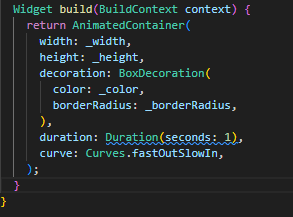 Widget build(BuildContext context) {
  return AnimatedContainer(
    width: _width,
    height: _height,
    decoration: BoxDecoration(
      color: _color,
      borderRadius: _borderRadius,
    ),
    duration: Duration(seconds: 1),
    curve: Curves.fastOutSlowIn,
  );
}
}